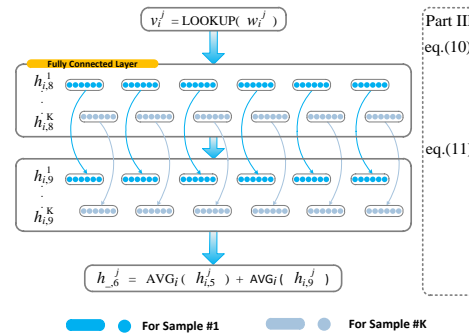 v_i^j = LOOKUP( w_i^j )
Part III
eq.(10)
Fully Connected Layer
h_{i,8}^1
.
h_{i,8}^K
eq.(11)
h_{i,9}^1
.
h_{i,9}^K
h_{_,6}^j = AVG_i( h_{i,5}^j ) + AVG_i( h_{i,9}^j )
For Sample #1
For Sample #K